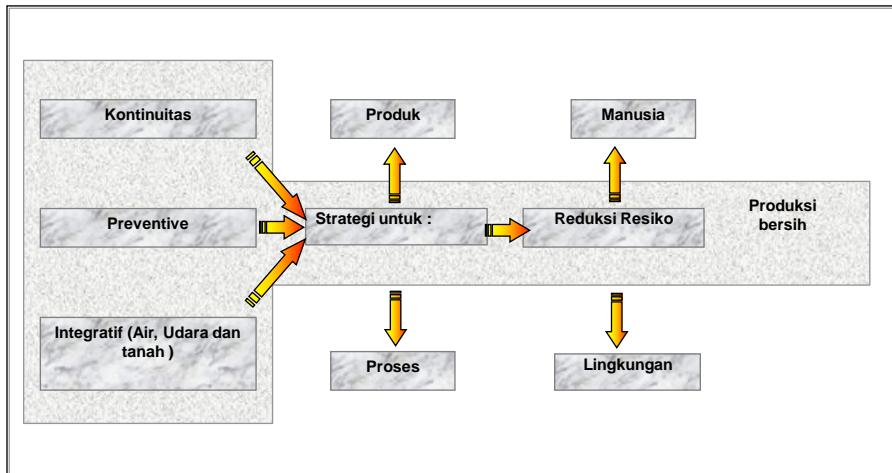 Kontinuitas
Produk
Manusia
Preventive
Strategi untuk :
Reduksi Resiko
Produksi
bersih
Integratif (Air, Udara dan
tanah )
Proses
Lingkungan